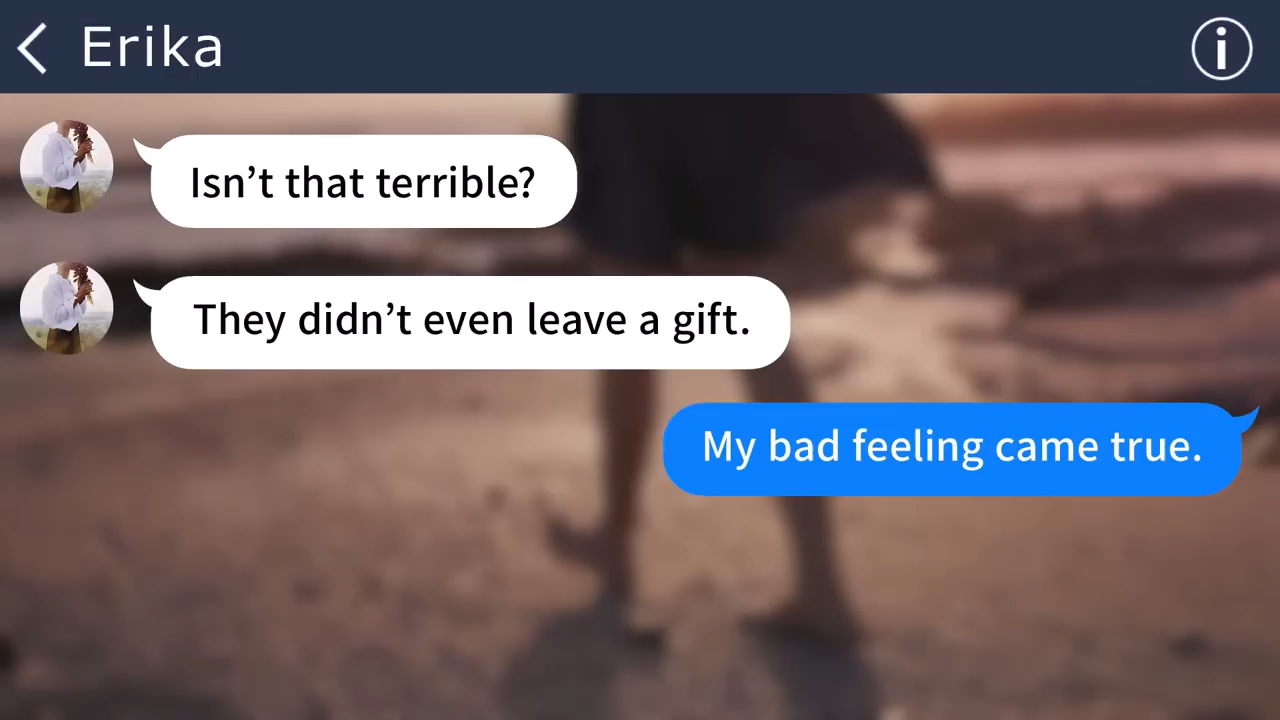 Erika
Isn’t that terrible?
They didn’t even leave a gift.
My bad feeling came true.